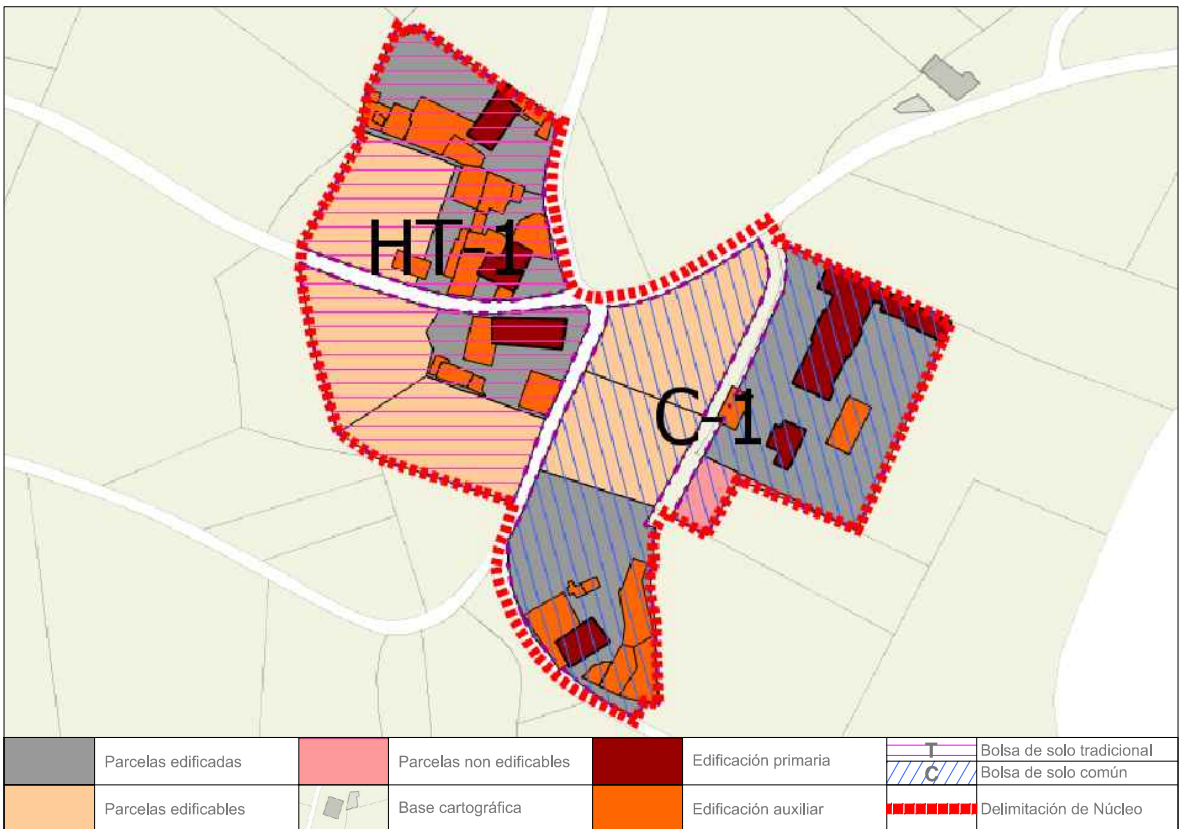 HT-1
C-1
Parcelas edificadas
Parcelas non edificables
Edificación primaria
T
Bolsa de solo tradicional
C
Bolsa de solo común
Parcelas edificables
Base cartográfica
Edificación auxiliar
Delimitación de Núcleo